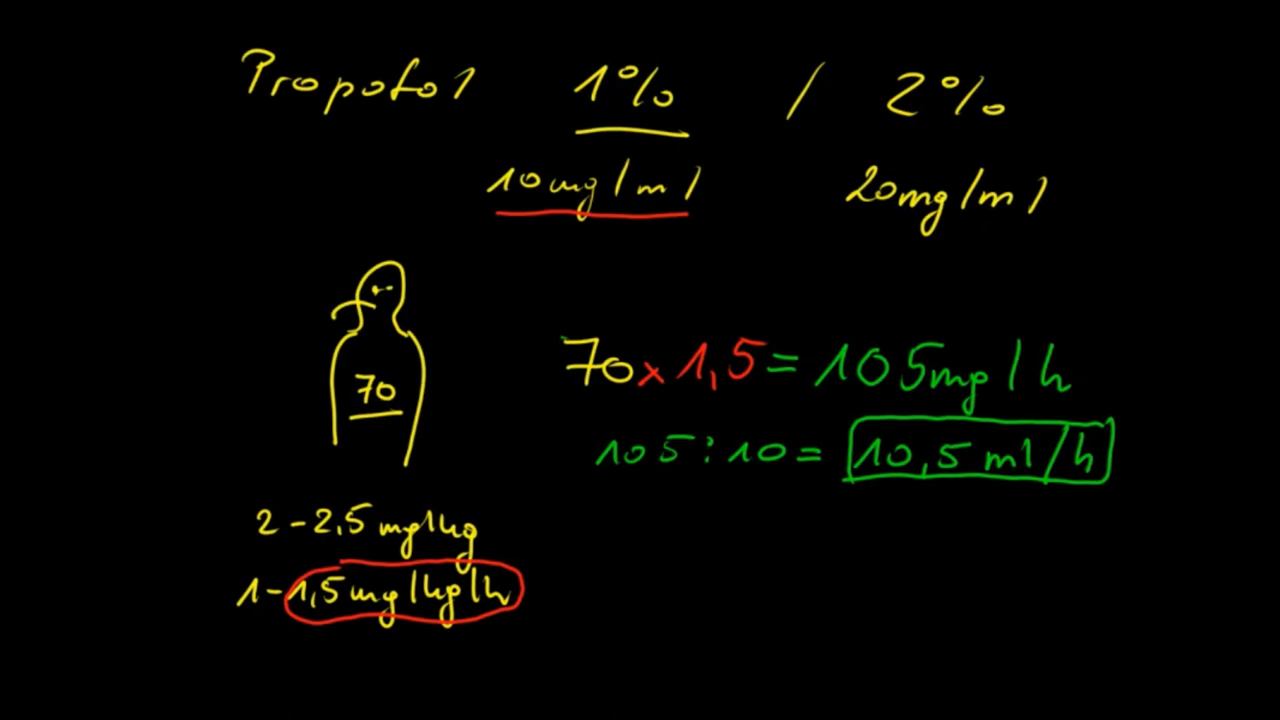 Propofol 1% / 2%
10mg/ml 20mg/ml
70
70 x 1,5 = 105mg/h
105:10 = 10,5 ml/h
2-2,5 mg/kg
1-1,5 mg/kg/h